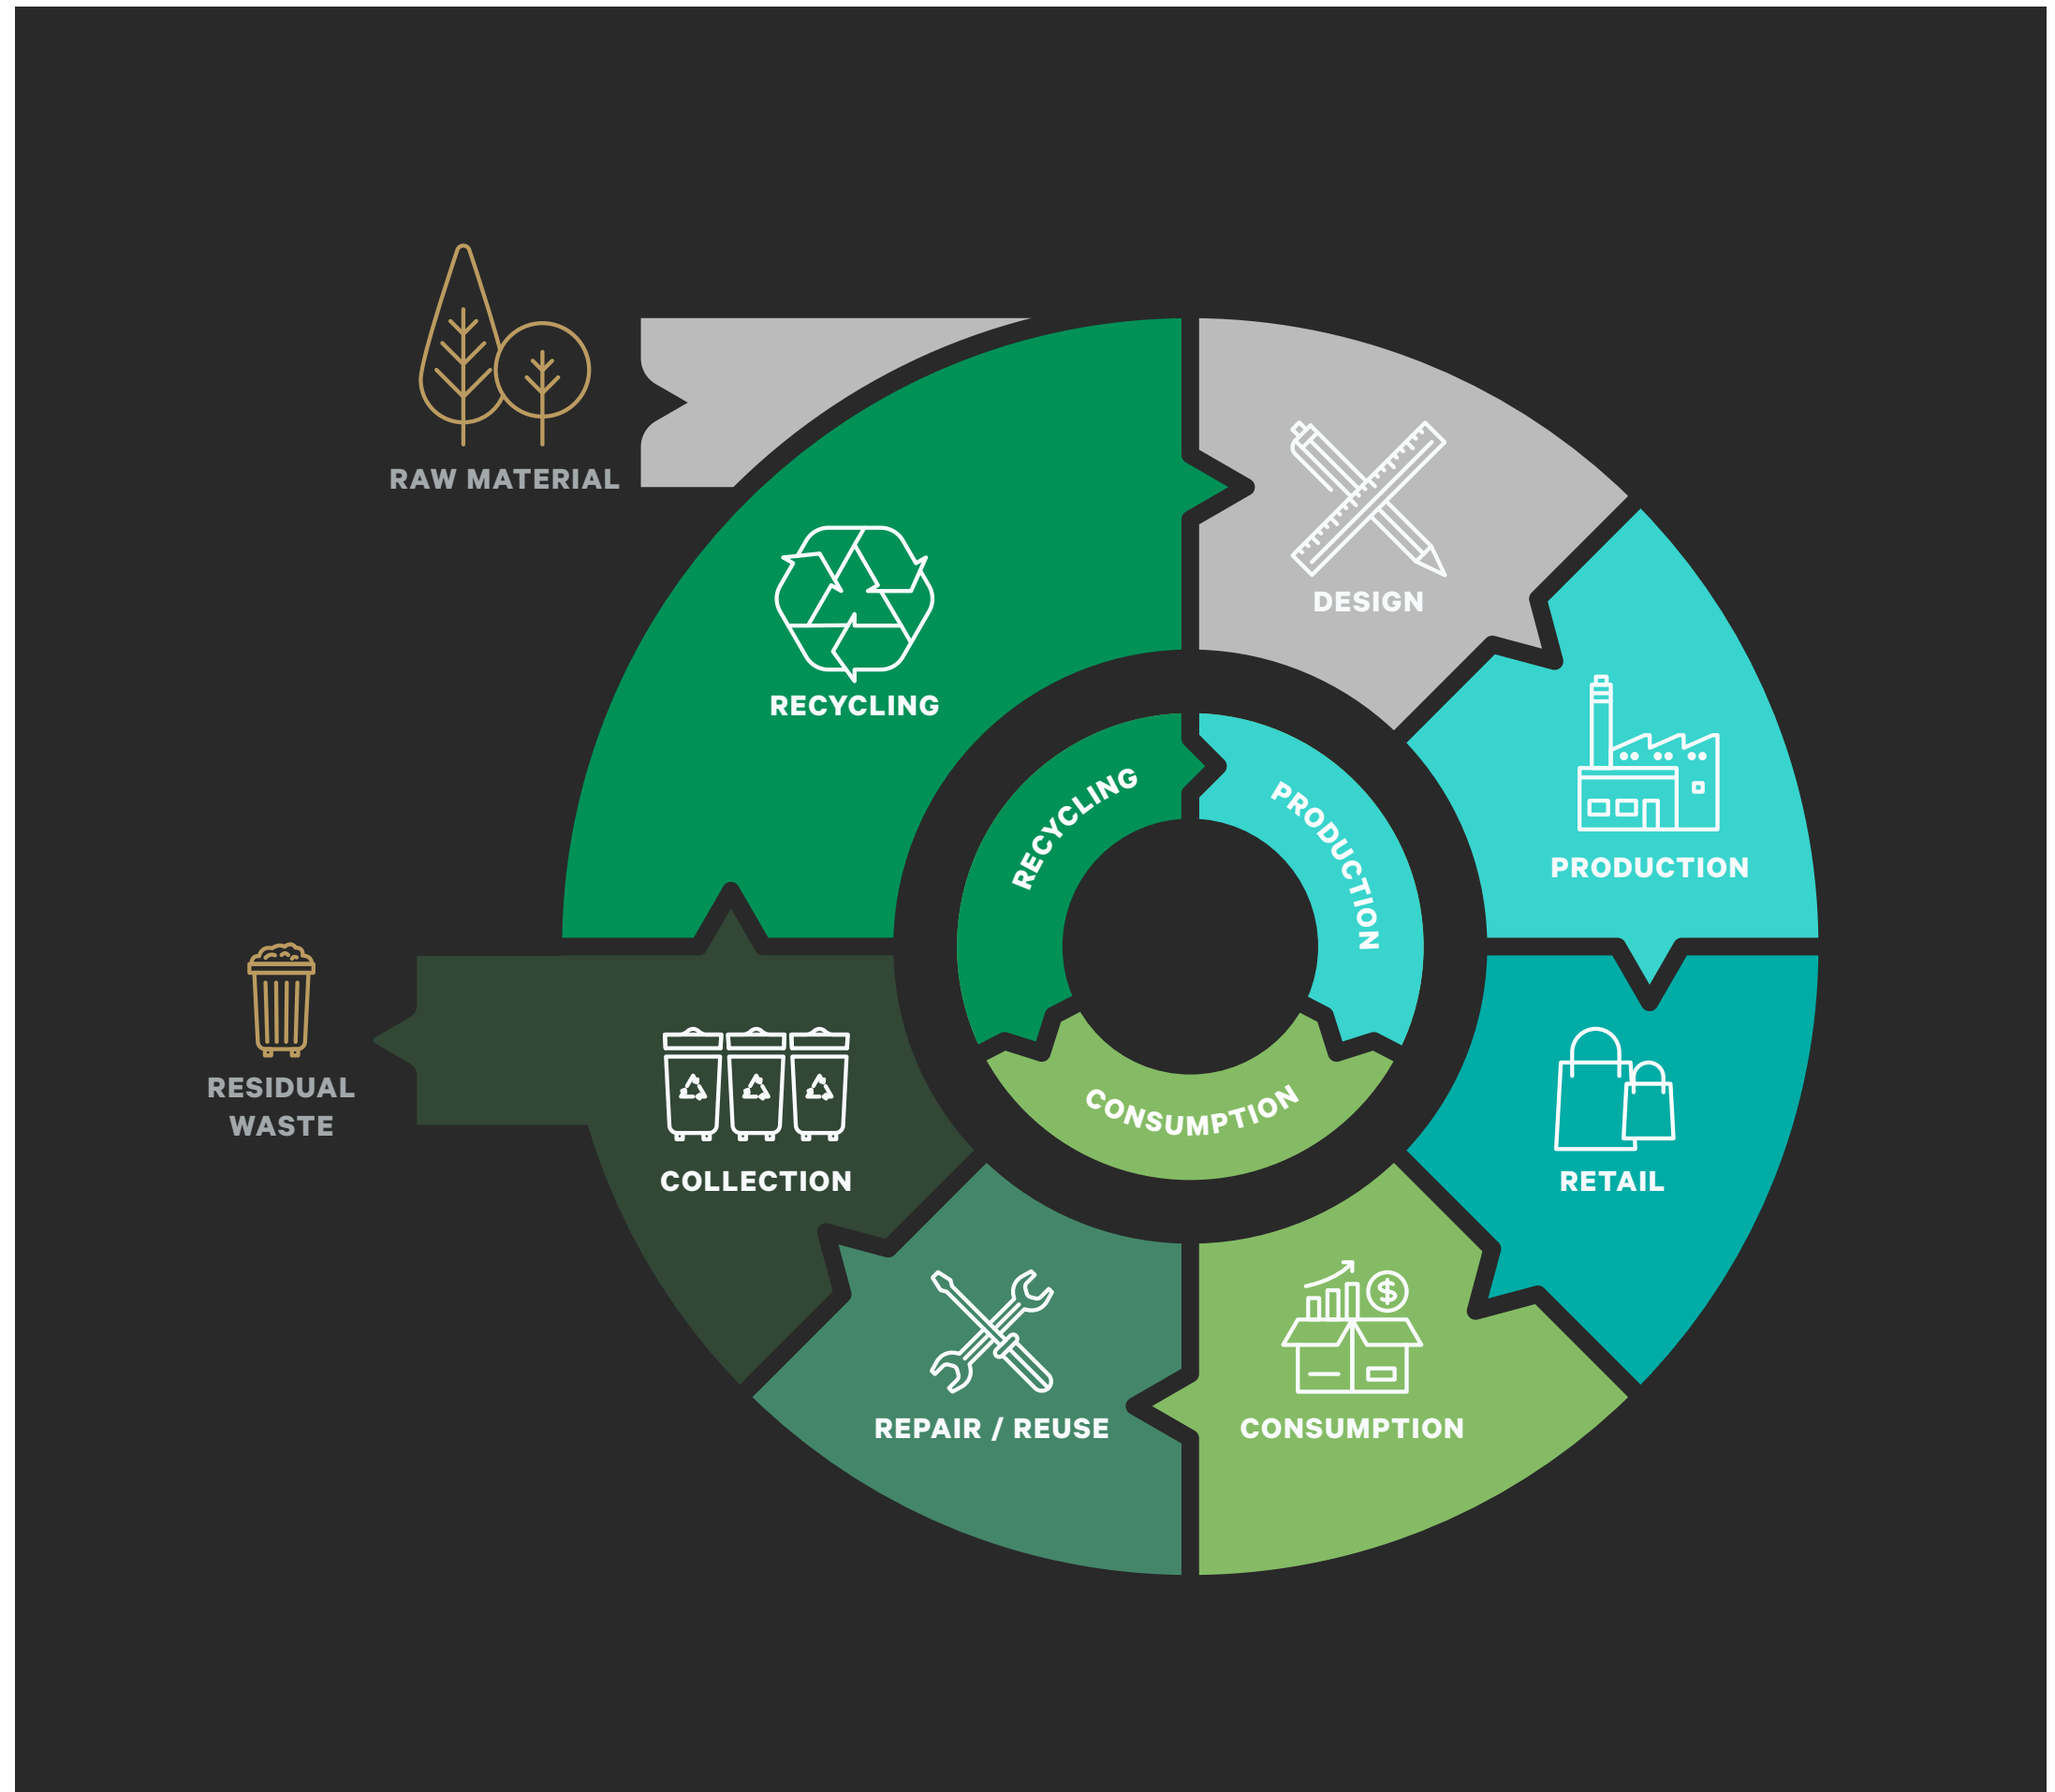 RAW MATERIAL
DESIGN
RECYCLING
PRODUCTION
RECYCLING
PRODUCTION
CONSUMPTION
RESIDUAL
WASTE
COLLECTION
RETAIL
REPAIR / REUSE
CONSUMPTION
$